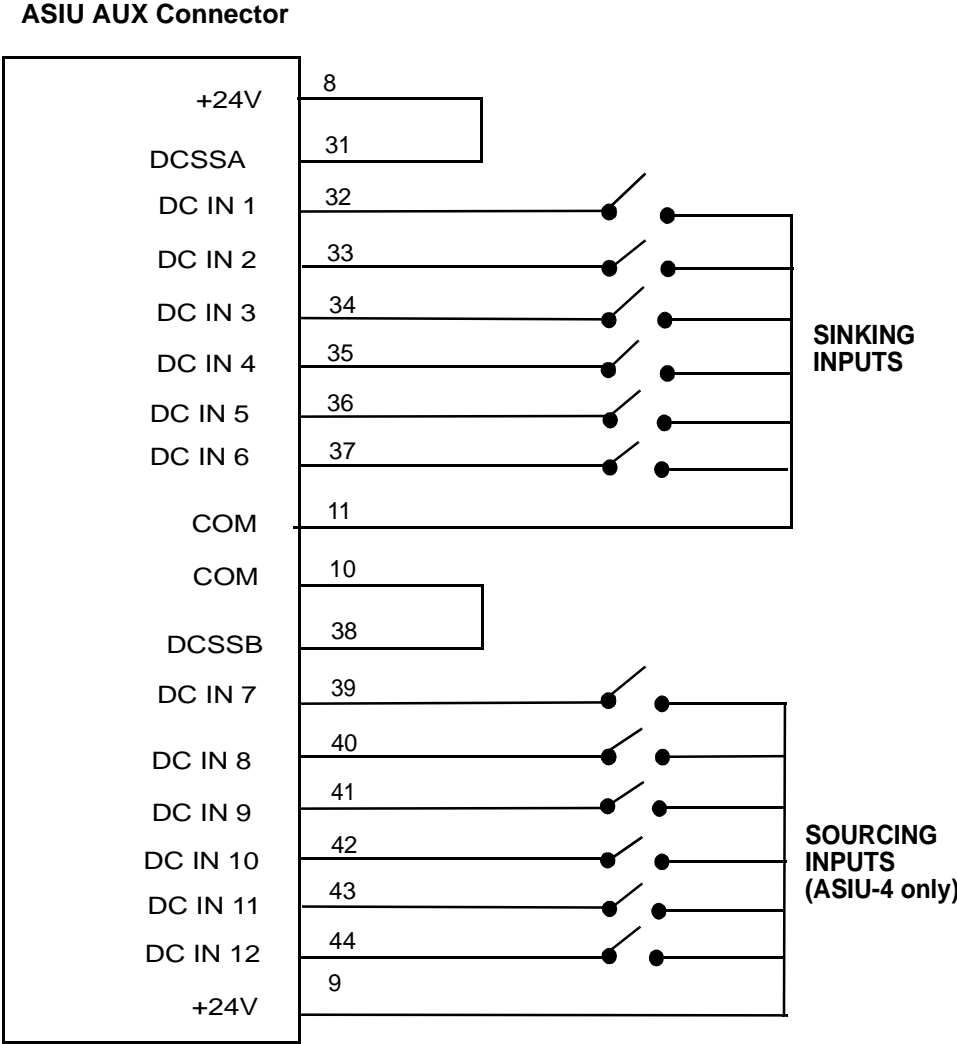 ASIU AUX Connector
+24V 8
DCSSA 31
DC IN 1 32
DC IN 2 33
DC IN 3 34
DC IN 4 35
DC IN 5 36
DC IN 6 37
SINKING
INPUTS
COM 11
COM 10
DCSSB 38
DC IN 7 39
DC IN 8 40
DC IN 9 41
DC IN 10 42
DC IN 11 43
DC IN 12 44
+24V 9
SOURCING
INPUTS
(ASIU-4 only)